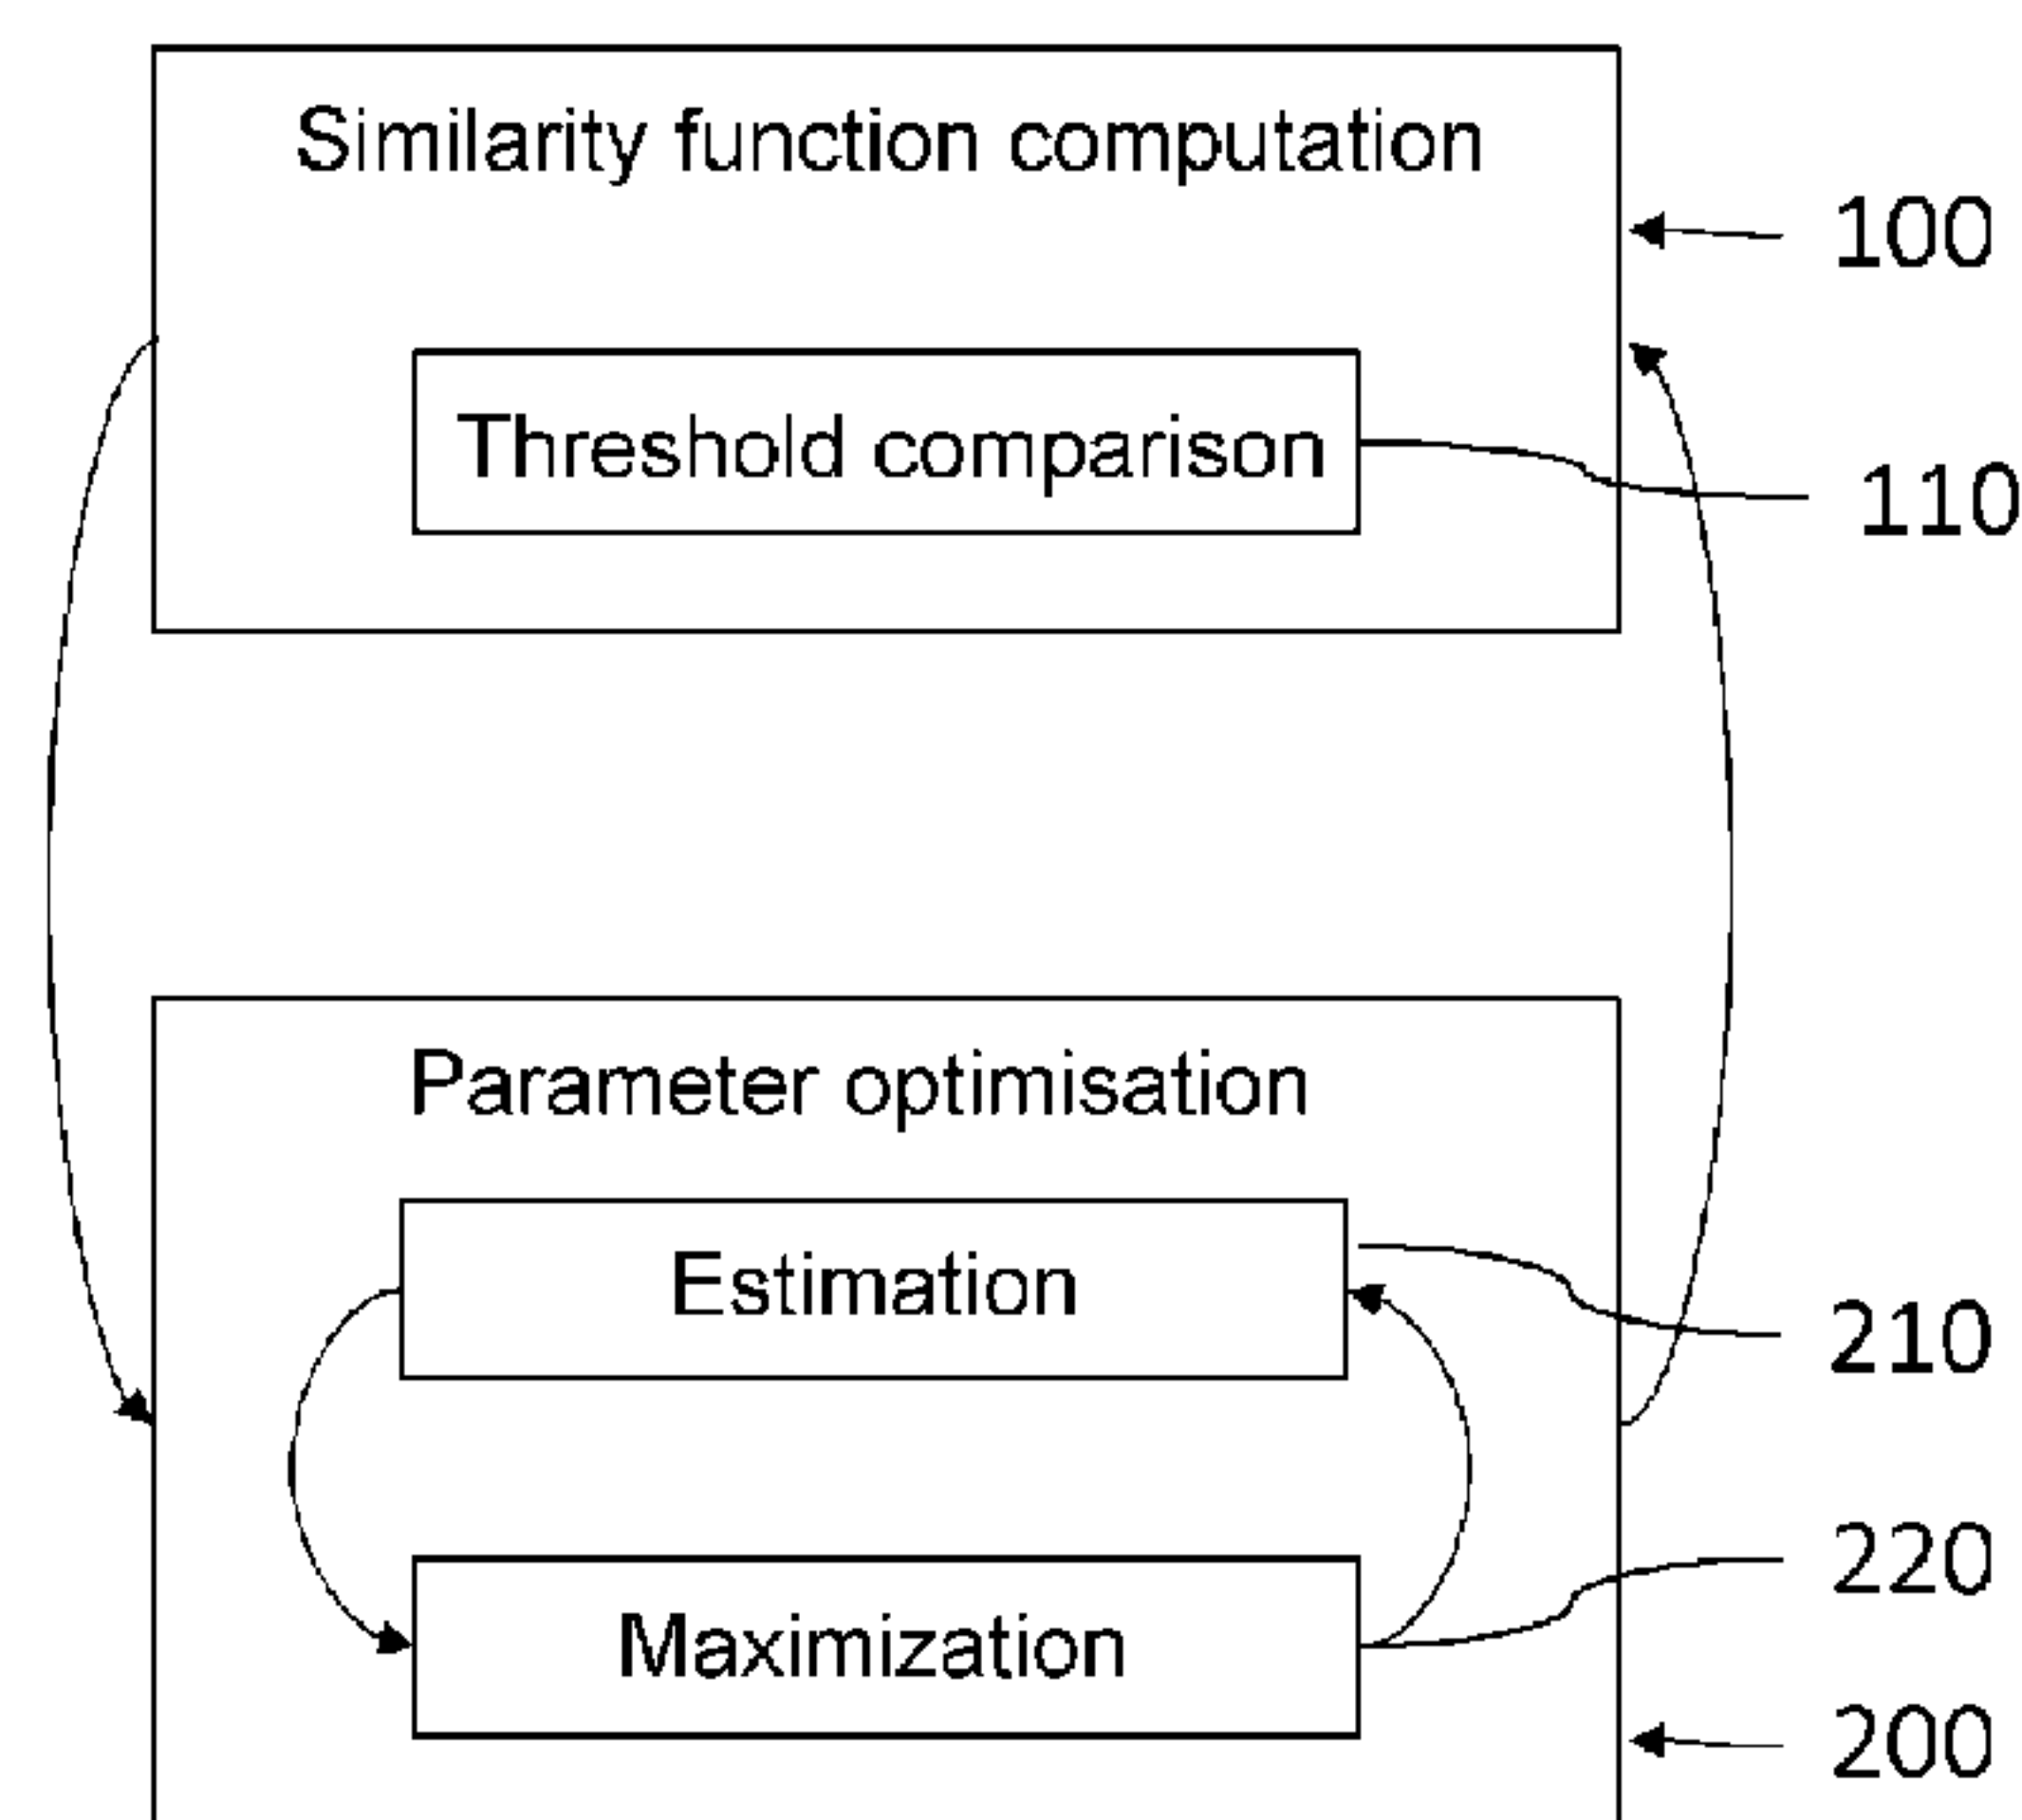 Similarity function computation
100
Threshold comparison
110
Parameter optimisation
Estimation
210
220
Maximization
200